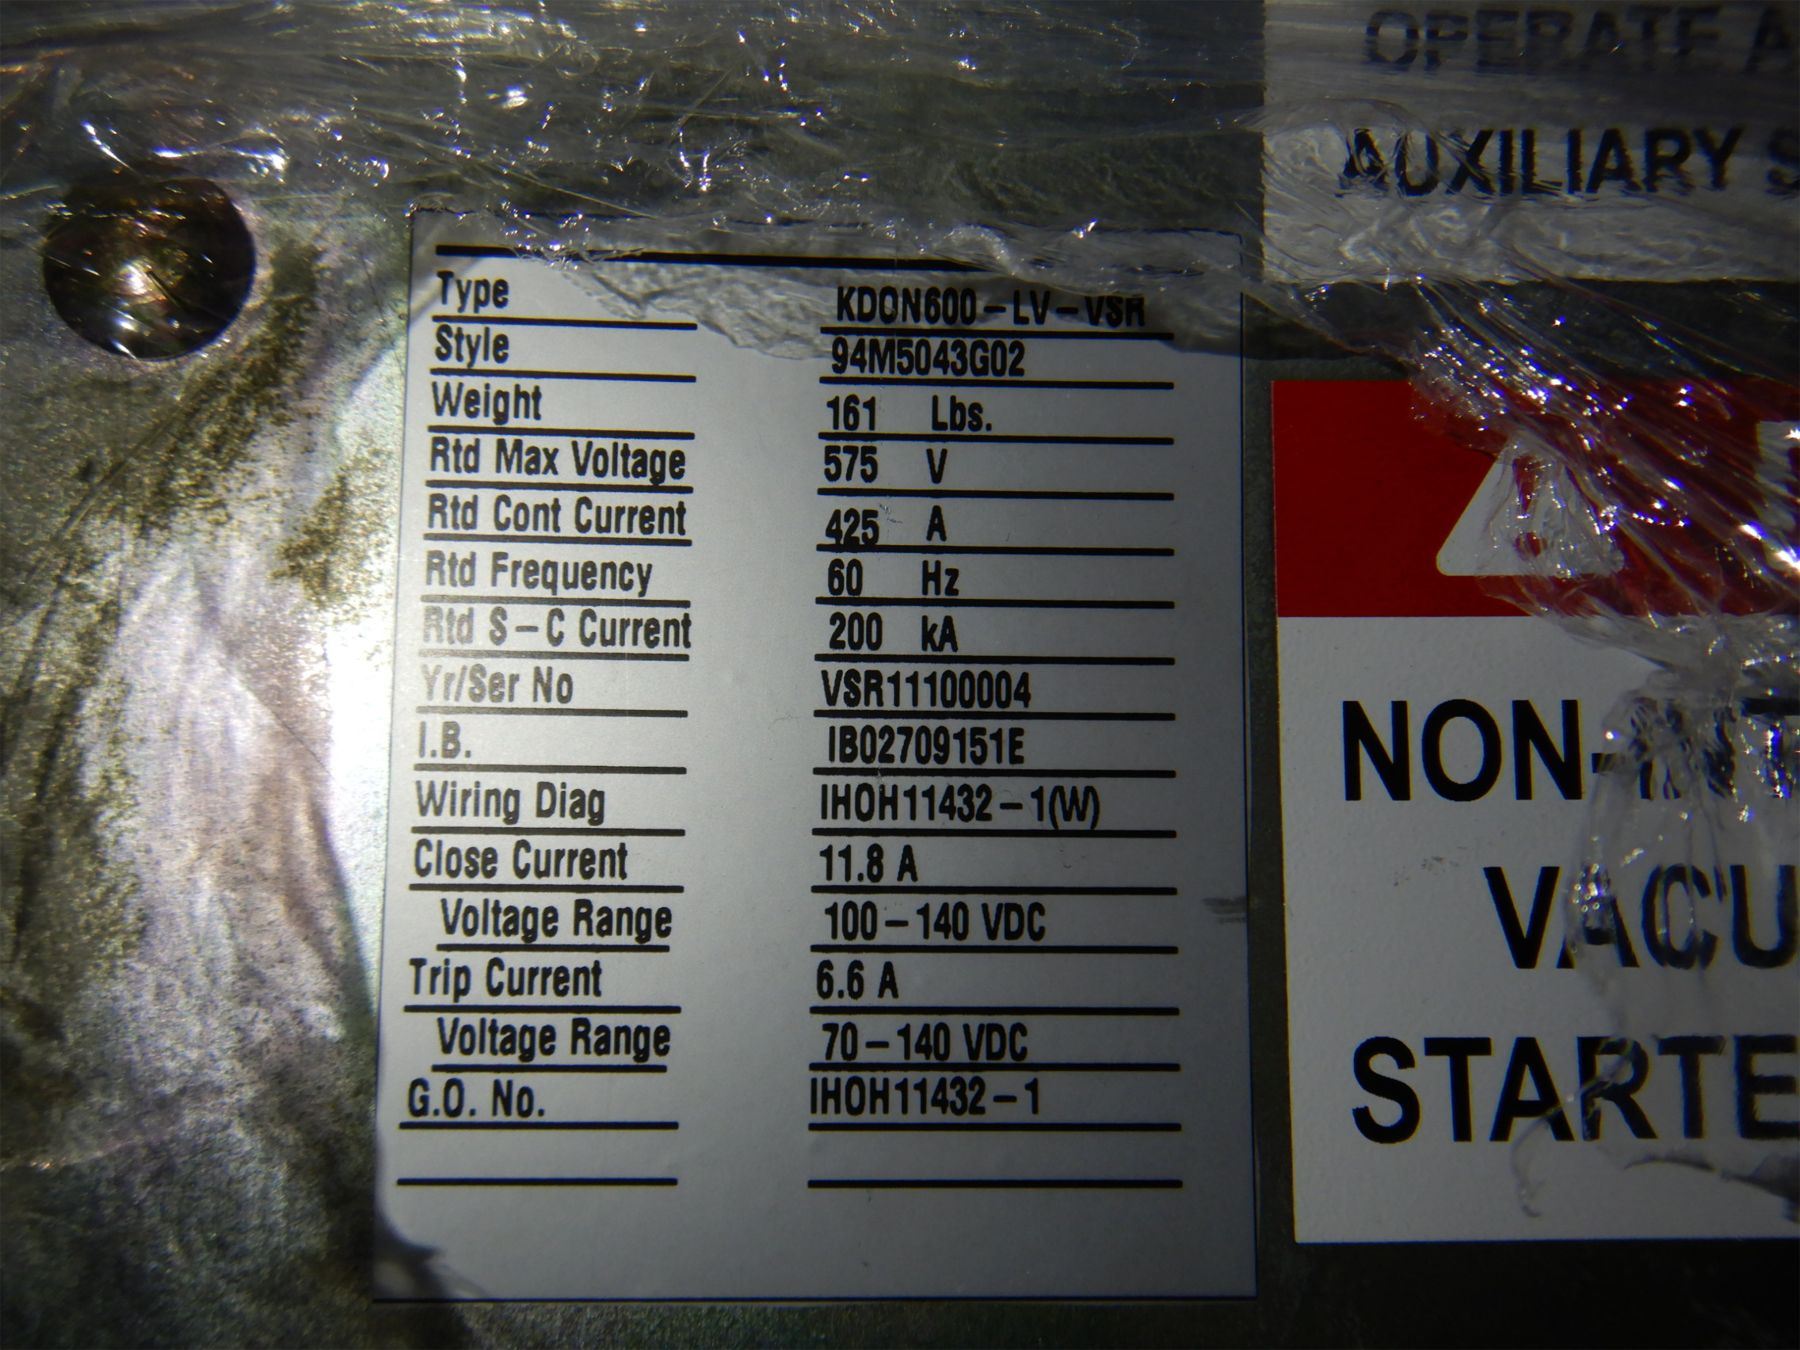 OPERATE A
AUXILIARY S
Type KDON600-LV-VSR
Style 94M5043G02
Weight 161 Lbs.
Rtd Max Voltage 575 V
Rtd Cont Current 425 A
Rtd Frequency 60 Hz
Rtd S-C Current 200 kA
Yr/Ser No VSR11100004
I.B. IB02709151E
Wiring Diag IHOH11432-1(W)
Close Current 11.8 A
Voltage Range 100-140 VDC
Trip Current 6.6 A
Voltage Range 70-140 VDC
G.O. No. IHOH11432-1
NON-
VACU
STARTE